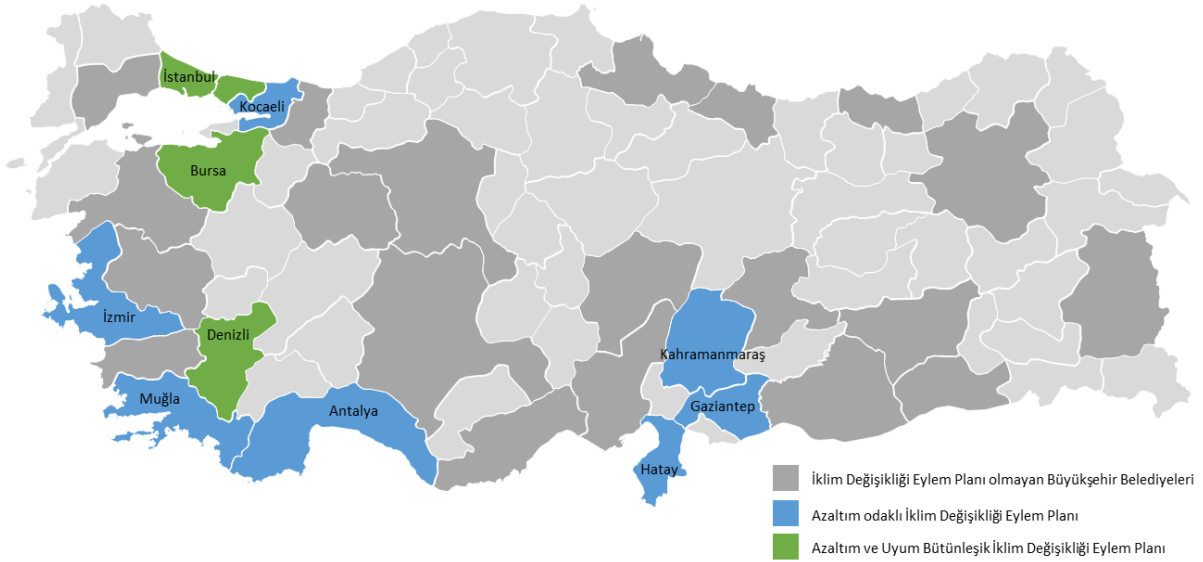 İstanbul
Kocaeli
Bursa
İzmir
Denizli
Kahramanmaraş
Muğla
Antalya
Gaziantep
Hatay
İklim Değişikliği Eylem Planı olmayan Büyükşehir Belediyeleri
Azaltım odaklı İklim Değişikliği Eylem Planı
Azaltım ve Uyum Bütünleşik İklim Değişikliği Eylem Planı